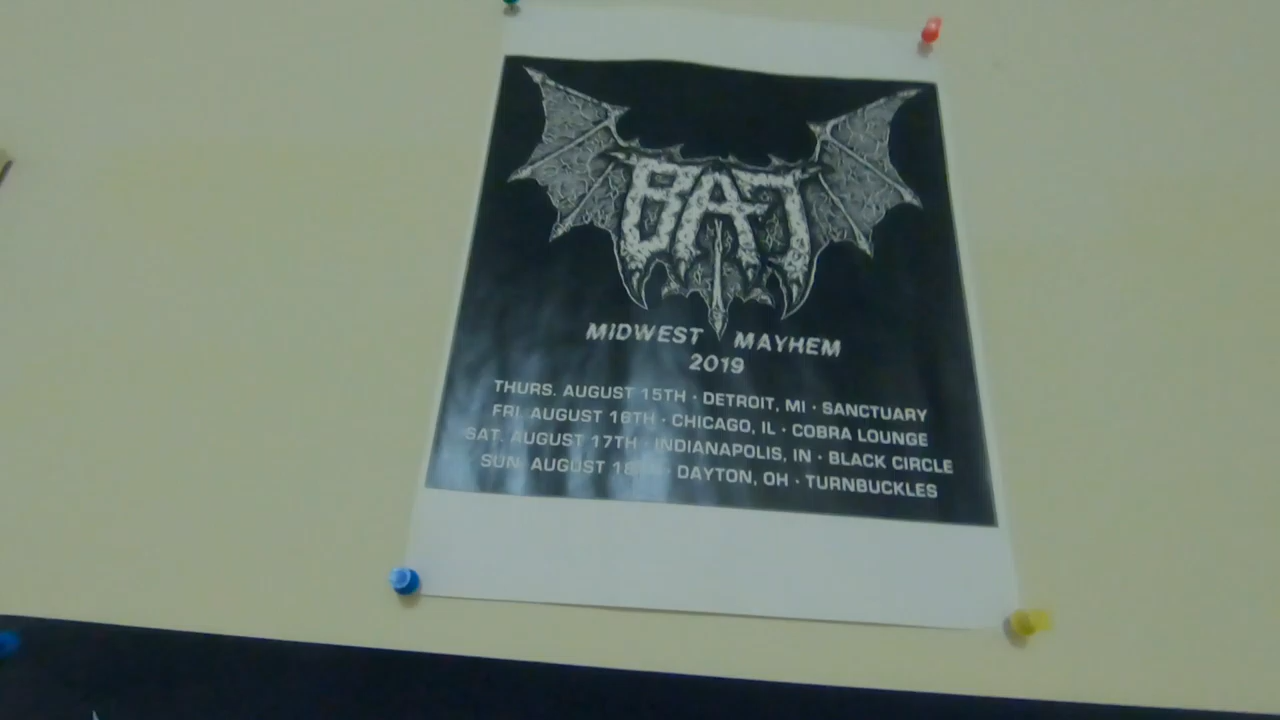 BAT
MIDWEST MAYHEM
2019
THURS. AUGUST 15TH · DETROIT, MI · SANCTUARY
FRI. AUGUST 16TH · CHICAGO, IL · COBRA LOUNGE
SAT. AUGUST 17TH · INDIANAPOLIS, IN · BLACK CIRCLE
SUN. AUGUST 18TH · DAYTON, OH · TURNBUCKLES